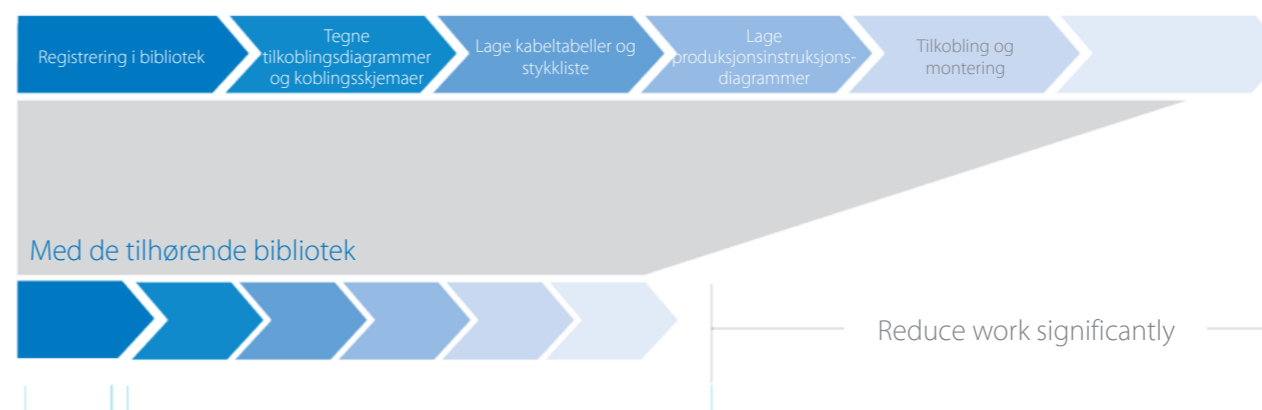 Registrering i bibliotek
Tegne
tilkoblingsdiagrammer
og koblingsskjemaer
Lage kabeltabeller og
stykkliste
Lage
produksjonsinstruksjons-
diagrammer
Tilkobling og
montering
Med de tilhørende bibliotek
Reduce work significantly